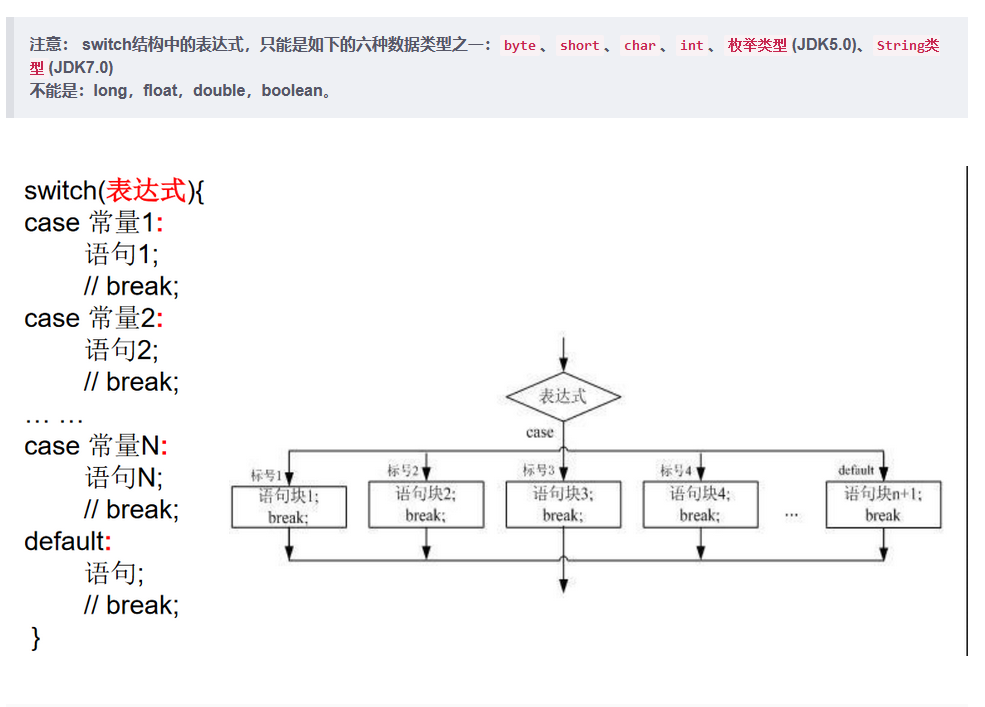 注意： switch结构中的表达式，只能是如下的六种数据类型之一： byte 、 short 、 char 、 int 、 枚举类型 (JDK5.0)、 String类
型 (JDK7.0)
不能是：long，float，double，boolean。
switch(表达式){
case 常量1:
语句1;
// break;
case 常量2:
语句2;
// break;
… …
case 常量N:
语句N;
// break;
default:
语句;
// break;
}
表达式
case
标号1
语句块1;
break;
标号2
语句块2;
break;
标号3
语句块3;
break;
标号4
语句块4;
break;
...
default
语句块n+1;
break